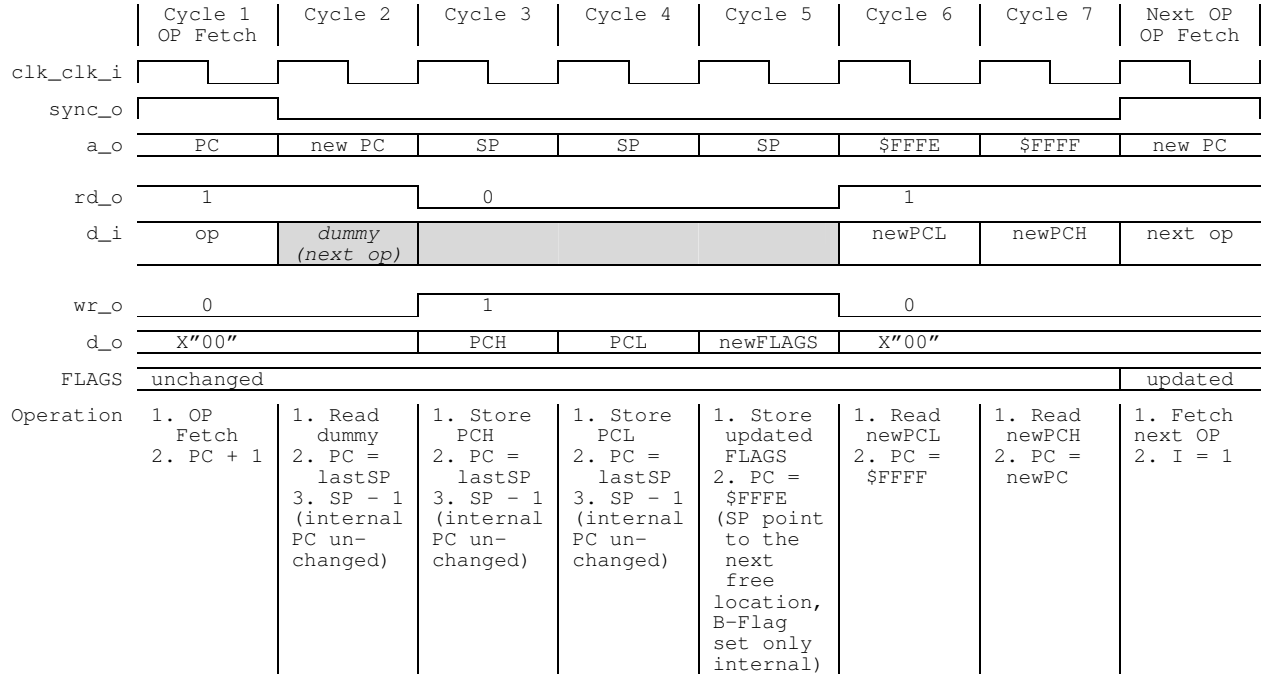 Cycle 1 Cycle 2 Cycle 3 Cycle 4 Cycle 5 Cycle 6 Cycle 7 Next OP
OP Fetch OP Fetch
clk_clk_i
sync_o
a_o PC new PC SP SP SP $FFFE $FFFF new PC
rd_o 1 0 1
d_i op dummy newPCL newPCH next op
(next op)
wr_o 0 1 0
d_o X"00" PCH PCL newFLAGS X"00"
FLAGS unchanged updated
Operation 1. OP 1. Read 1. Store 1. Store 1. Store 1. Read 1. Read 1. Fetch
Fetch dummy PCH PCL updated newPCL newPCH next OP
2. PC + 1 2. PC = 2. PC = 2. PC = FLAGS 2. PC = 2. PC = 2. I = 1
lastSP lastSP lastSP 2. PC = $FFFF newPC
3. SP - 1 3. SP - 1 3. SP - 1 $FFFE
(internal (internal (internal (SP point
PC un- PC un- PC un- to the
changed) changed) changed) next
free
location,
B-Flag
set only
internal)